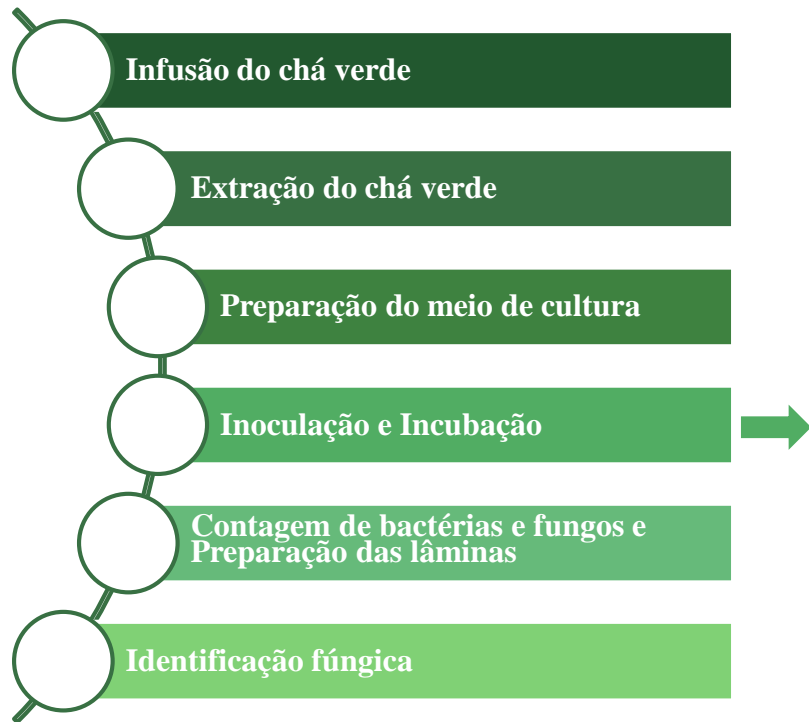 Infusão do chá verde
Extração do chá verde
Preparação do meio de cultura
Inoculação e Incubação
Contagem de bactérias e fungos e
Preparação das lâminas
Identificação fúngica